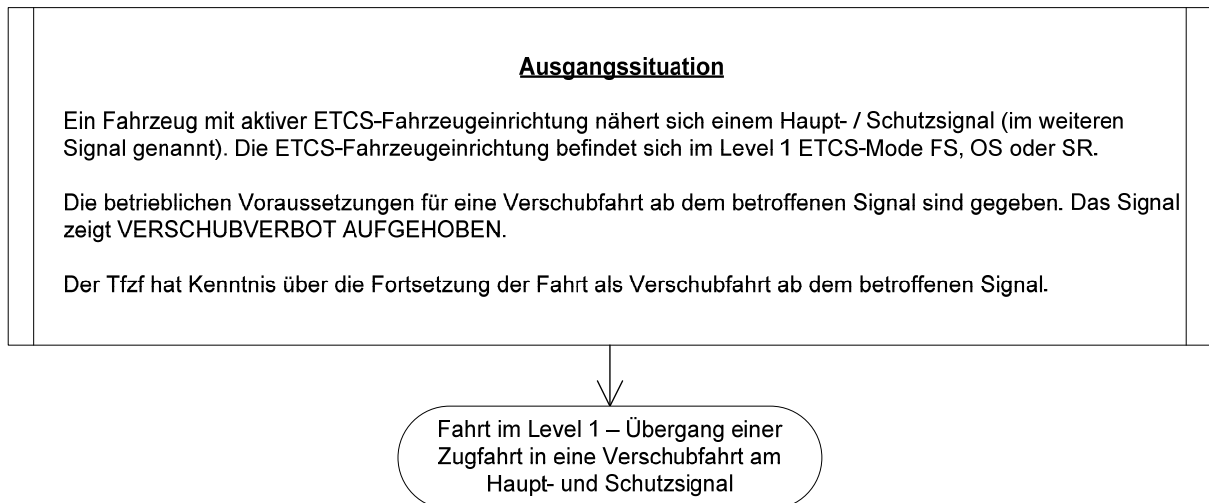 Ausgangssituation
Ein Fahrzeug mit aktiver ETCS-Fahrzeugeinrichtung nähert sich einem Haupt- / Schutzsignal (im weiteren
Signal genannt). Die ETCS-Fahrzeugeinrichtung befindet sich im Level 1 ETCS-Mode FS, OS oder SR.
Die betrieblichen Voraussetzungen für eine Verschubfahrt ab dem betroffenen Signal sind gegeben. Das Signal
zeigt VERSCHUBVERBOT AUFGEHOBEN.
Der Tfzf hat Kenntnis über die Fortsetzung der Fahrt als Verschubfahrt ab dem betroffenen Signal.
Fahrt im Level 1 – Übergang einer
Zugfahrt in eine Verschubfahrt am
Haupt- und Schutzsignal